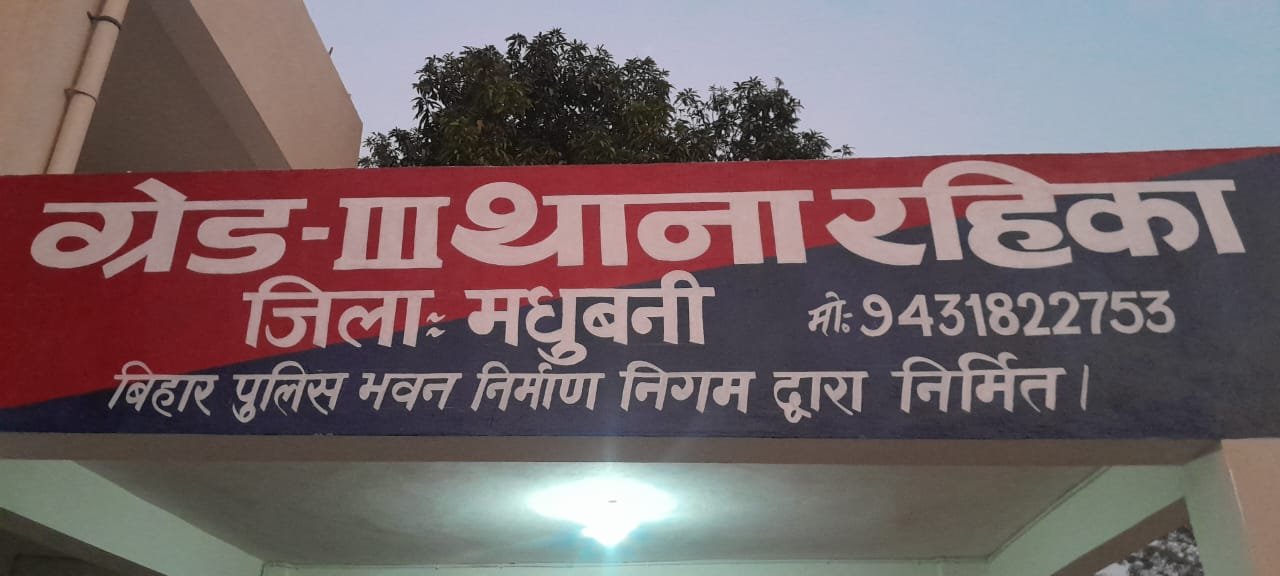 ग्रेड-III थाना रहिका
जिला:- मधुबनी मो:- 9431822753
बिहार पुलिस भवन निर्माण निगम द्वारा निर्मित।